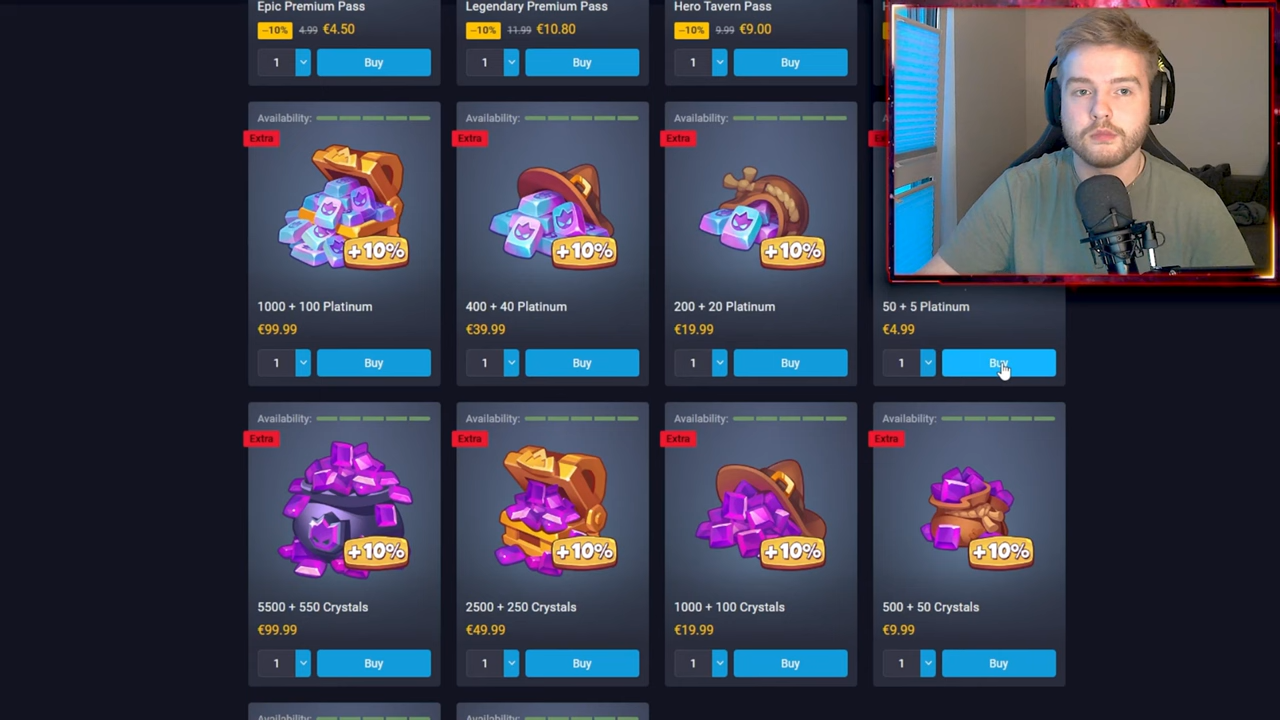 Epic Premium Pass
–10% 4.99 €4.50
1 Buy
Legendary Premium Pass
–10% 11.99 €10.80
1 Buy
Hero Tavern Pass
–10% 9.99 €9.00
1 Buy
Availability:
Extra
+10%
1000 + 100 Platinum
€99.99
1 Buy
Availability:
Extra
+10%
400 + 40 Platinum
€39.99
1 Buy
Availability:
Extra
+10%
200 + 20 Platinum
€19.99
1 Buy
50 + 5 Platinum
€4.99
1 Buy
Availability:
Extra
+10%
5500 + 550 Crystals
€99.99
1 Buy
Availability:
Extra
+10%
2500 + 250 Crystals
€49.99
1 Buy
Availability:
Extra
+10%
1000 + 100 Crystals
€19.99
1 Buy
Availability:
Extra
+10%
500 + 50 Crystals
€9.99
1 Buy
Availability:
Availability: